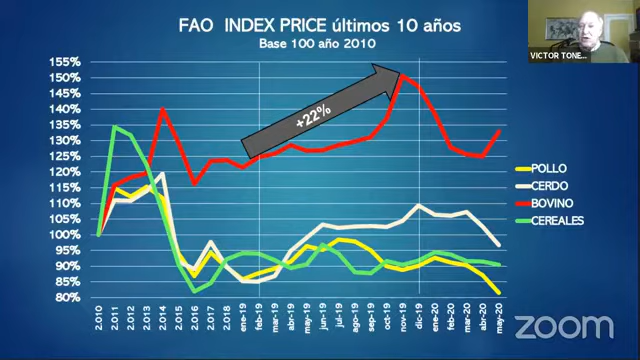 FAO INDEX PRICE últimos 10 años
Base 100 año 2010
VICTOR TONE...
155%
150%
145%
140%
135%
130%
125%
120%
115%
110%
105%
100%
95%
90%
85%
80%
+22%
POLLO
CERDO
BOVINO
CEREALES
2.010
2.011
2.012
2.013
2.014
2.015
2.016
2.017
2.018
ene-19
feb-19
mar-19
abr-19
may-19
jun-19
jul-19
ago-19
sep-19
oct-19
nov-19
dic-19
ene-20
feb-20
mar-20
abr-20
may-20
zoom